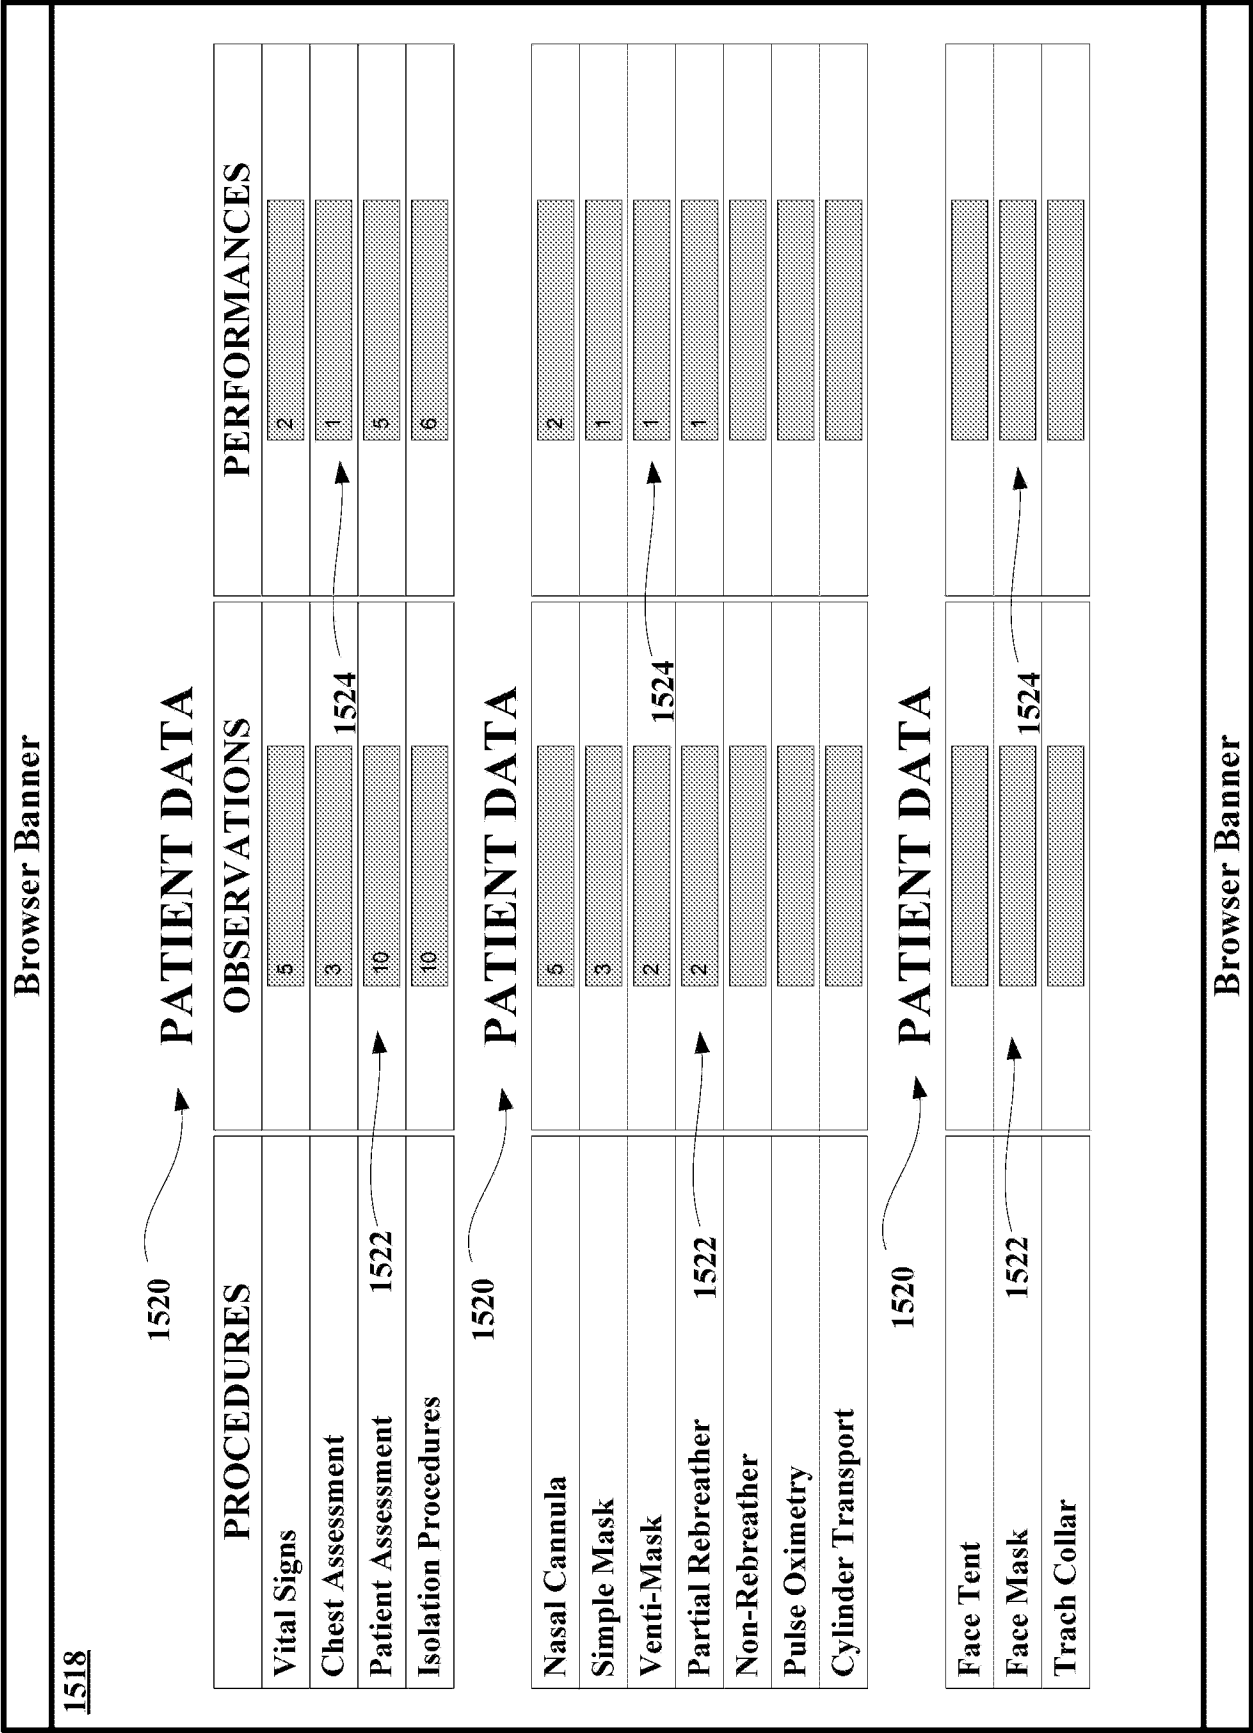 Browser Banner
1518
1520 PATIENT DATA
PROCEDURES OBSERVATIONS PERFORMANCES
Vital Signs 5 2
Chest Assessment 3 1
Patient Assessment 10 5
Isolation Procedures 10 6
1522 1524
1520 PATIENT DATA
Nasal Cannula 5 2
Simple Mask 3 1
Venti-Mask 2 1
Partial Rebreather 2 1
Non-Rebreather
Pulse Oximetry
Cylinder Transport
1522 1524
1520 PATIENT DATA
Face Tent
Face Mask
Trach Collar
1522 1524
Browser Banner